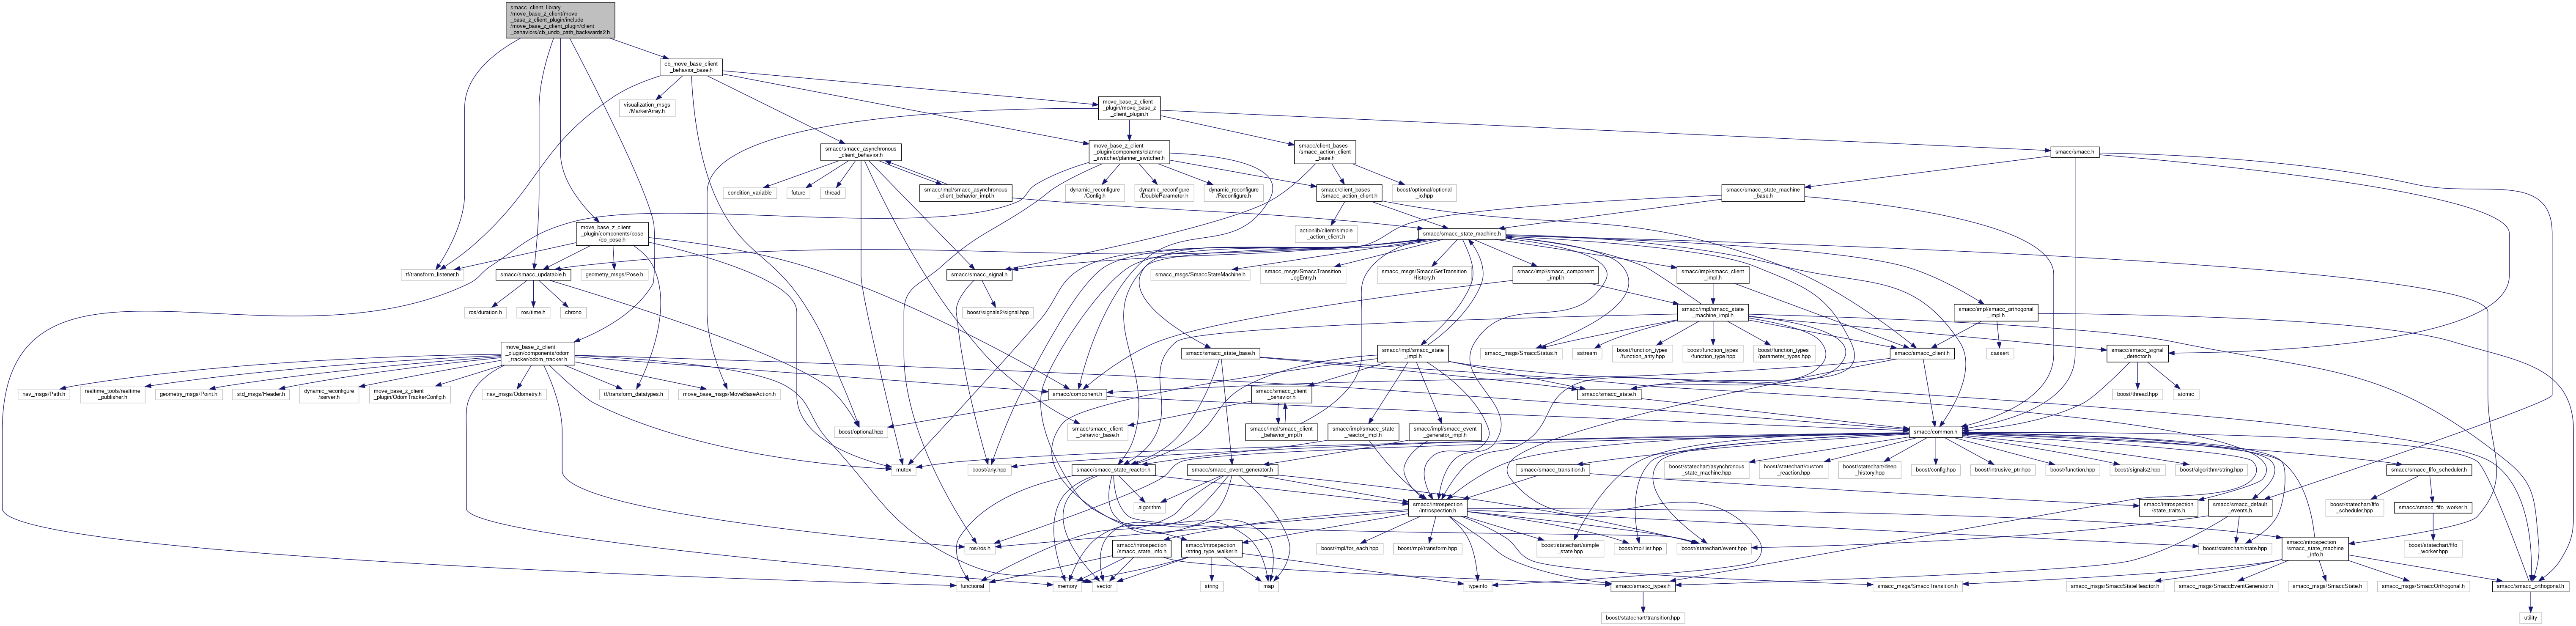 smacc_client_library
/move_base_z_client/move
_base_z_client_plugin/include
/move_base_z_client_plugin/client
_behaviors/cb_undo_path_backwards2.h
cb_move_base_client
_behavior_base.h
visualization_msgs
/MarkerArray.h
move_base_z_client
_plugin/move_base_z
_client_plugin.h
smacc/smacc_asynchronous
_client_behavior.h
move_base_z_client
_plugin/components/planner
_switcher/planner_switcher.h
smacc/client_bases
/smacc_action_client
_base.h
smacc/smacc.h
condition_variable
future
thread
smacc/impl/smacc_asynchronous
_client_behavior_impl.h
dynamic_reconfigure
/Config.h
dynamic_reconfigure
/DoubleParameter.h
dynamic_reconfigure
/Reconfigure.h
smacc/client_bases
/smacc_action_client.h
boost/optional/optional
_io.hpp
smacc/smacc_state_machine
_base.h
move_base_z_client
_plugin/components/pose
/cp_pose.h
actionlib/client/simple
_action_client.h
smacc/smacc_state_machine.h
tf/transform_listener.h
smacc/smacc_updatable.h
geometry_msgs/Pose.h
smacc/smacc_signal.h
smacc_msgs/SmaccStateMachine.h
smacc_msgs/SmaccTransition
LogEntry.h
smacc_msgs/SmaccGetTransition
History.h
smacc/impl/smacc_component
_impl.h
smacc/impl/smacc_client
_impl.h
ros/duration.h
ros/time.h
chrono
boost/signals2/signal.hpp
smacc/impl/smacc_state
_machine_impl.h
smacc/impl/smacc_orthogonal
_impl.h
move_base_z_client
_plugin/components/odom
_tracker/odom_tracker.h
smacc/smacc_state_base.h
smacc/impl/smacc_state
_impl.h
smacc_msgs/SmaccStatus.h
sstream
boost/function_types
/function_arity.hpp
boost/function_types
/function_type.hpp
boost/function_types
/parameter_types.hpp
smacc/smacc_client.h
cassert
smacc/smacc_signal
_detector.h
nav_msgs/Path.h
realtime_tools/realtime
_publisher.h
geometry_msgs/Point.h
std_msgs/Header.h
dynamic_reconfigure
/server.h
move_base_z_client
_plugin/OdomTrackerConfig.h
nav_msgs/Odometry.h
tf/transform_datatypes.h
move_base_msgs/MoveBaseAction.h
smacc/component.h
smacc/smacc_client
_behavior.h
smacc/smacc_state.h
boost/thread.hpp
atomic
boost/optional.hpp
smacc/smacc_client
_behavior_base.h
smacc/impl/smacc_client
_behavior_impl.h
smacc/impl/smacc_state
_reactor_impl.h
smacc/impl/smacc_event
_generator_impl.h
smacc/common.h
mutex
boost/any.hpp
smacc/smacc_state_reactor.h
smacc/smacc_event_generator.h
smacc/smacc_transition.h
boost/statechart/asynchronous
_state_machine.hpp
boost/statechart/custom
_reaction.hpp
boost/statechart/deep
_history.hpp
boost/config.hpp
boost/intrusive_ptr.hpp
boost/function.hpp
boost/signals2.hpp
boost/algorithm/string.hpp
smacc/smacc_fifo_scheduler.h
algorithm
smacc/introspection
/introspection.h
smacc/introspection
/state_traits.h
smacc/smacc_default
_events.h
boost/statechart/fifo
_scheduler.hpp
smacc/smacc_fifo_worker.h
ros/ros.h
smacc/introspection
/smacc_state_info.h
smacc/introspection
/string_type_walker.h
boost/mpl/for_each.hpp
boost/mpl/transform.hpp
boost/statechart/simple
_state.hpp
boost/mpl/list.hpp
boost/statechart/event.hpp
boost/statechart/state.hpp
smacc/introspection
/smacc_state_machine
_info.h
boost/statechart/fifo
_worker.hpp
functional
memory
vector
string
map
typeinfo
smacc/smacc_types.h
smacc_msgs/SmaccTransition.h
smacc_msgs/SmaccStateReactor.h
smacc_msgs/SmaccEventGenerator.h
smacc_msgs/SmaccState.h
smacc_msgs/SmaccOrthogonal.h
smacc/smacc_orthogonal.h
boost/statechart/transition.hpp
utility